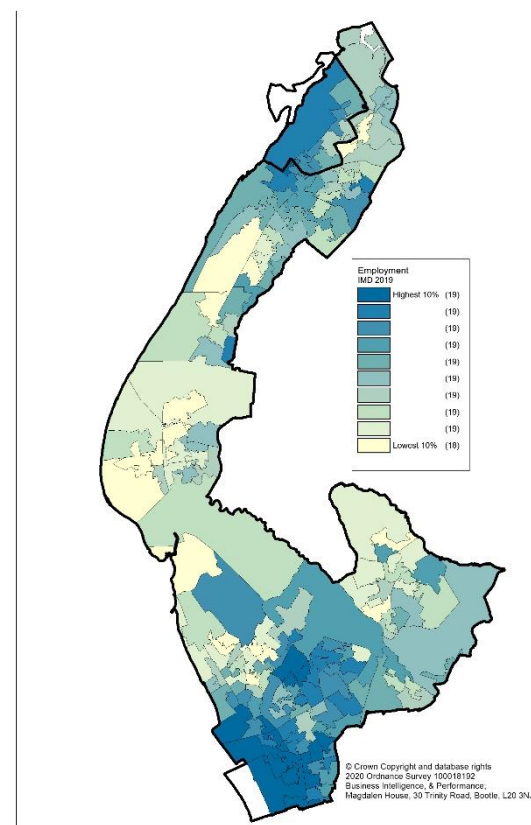 Employment
IMD 2019
Highest 10% (19)
(19)
(19)
(19)
(19)
(19)
(19)
(19)
(19)
Lowest 10% (18)
© Crown Copyright and database rights
2020 Ordnance Survey 100018192
Business Intelligence, & Performance,
Magdalen House, 30 Trinity Road, Bootle, L20 3N.